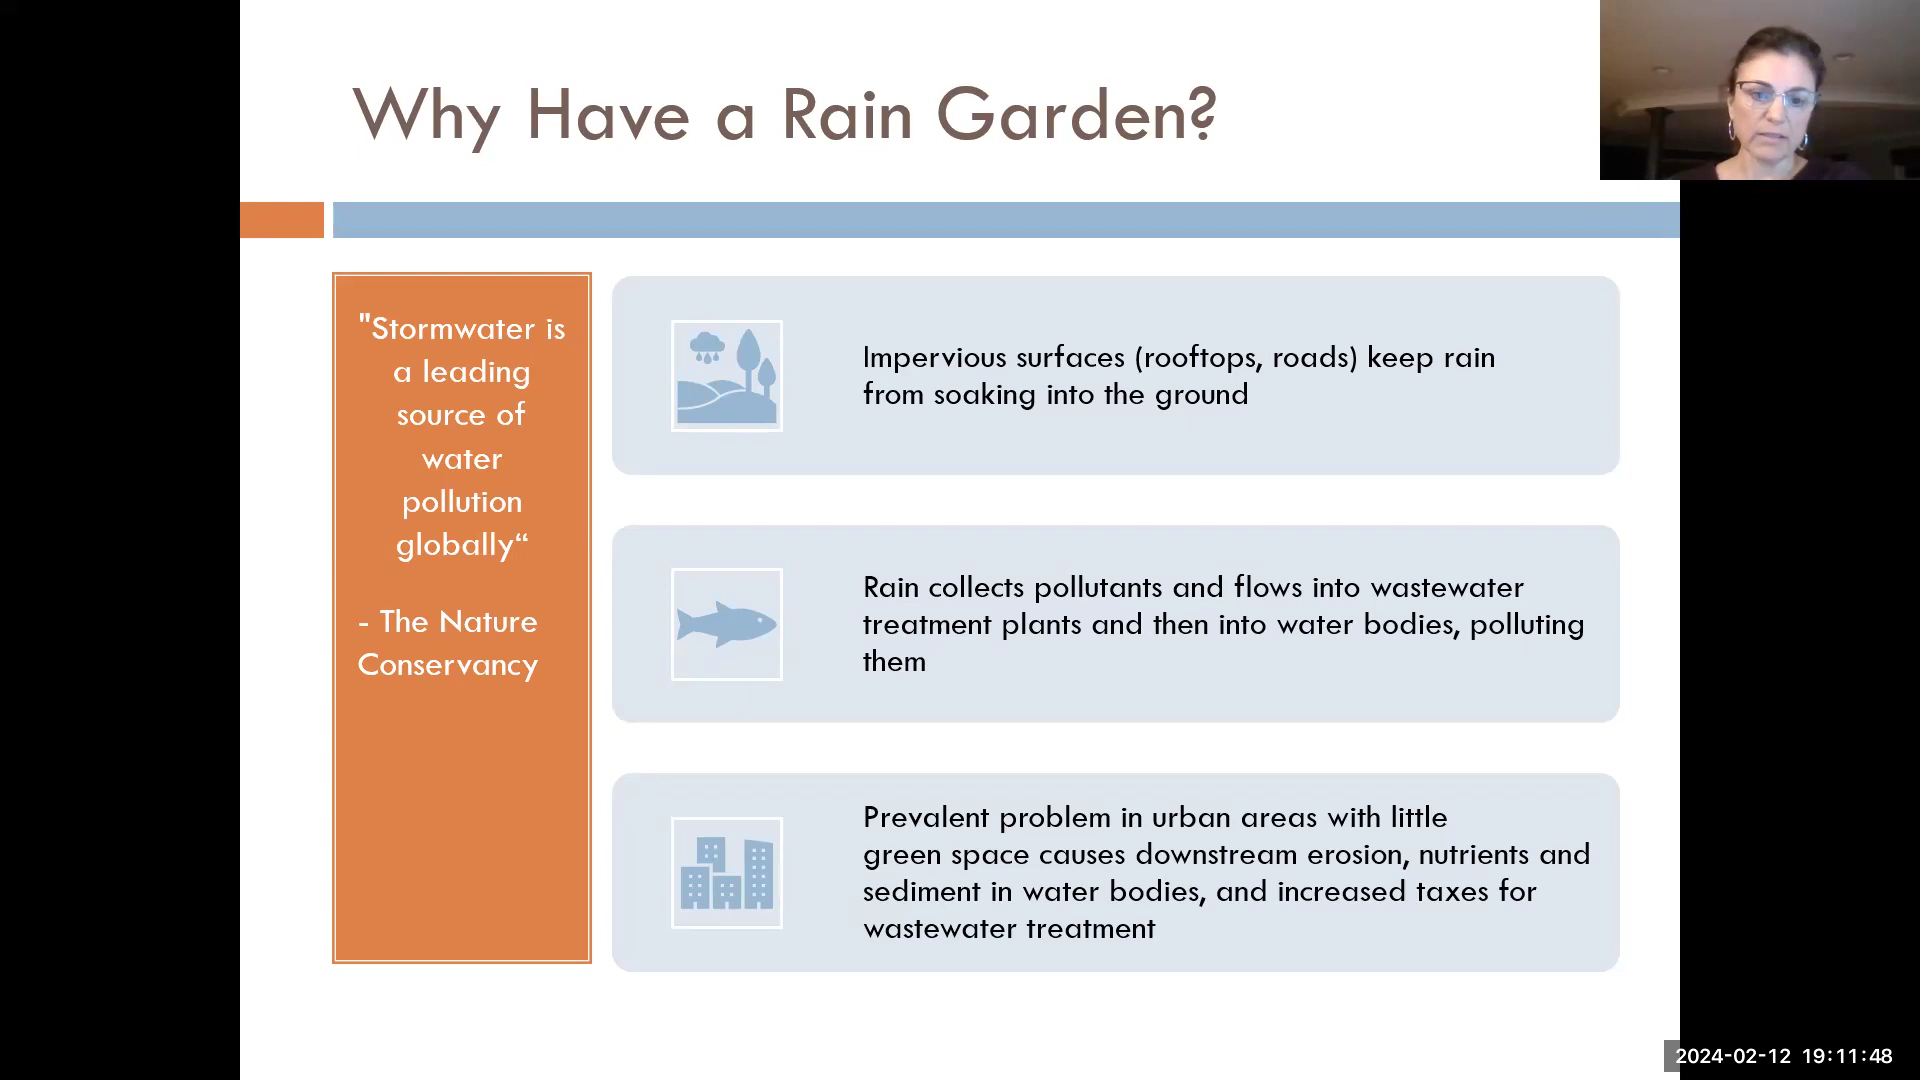 Why Have a Rain Garden?
"Stormwater is
a leading
source of
water
pollution
globally“
- The Nature
Conservancy
Impervious surfaces (rooftops, roads) keep rain
from soaking into the ground
Rain collects pollutants and flows into wastewater
treatment plants and then into water bodies, polluting
them
Prevalent problem in urban areas with little
green space causes downstream erosion, nutrients and
sediment in water bodies, and increased taxes for
wastewater treatment
2024-02-12 19:11:48